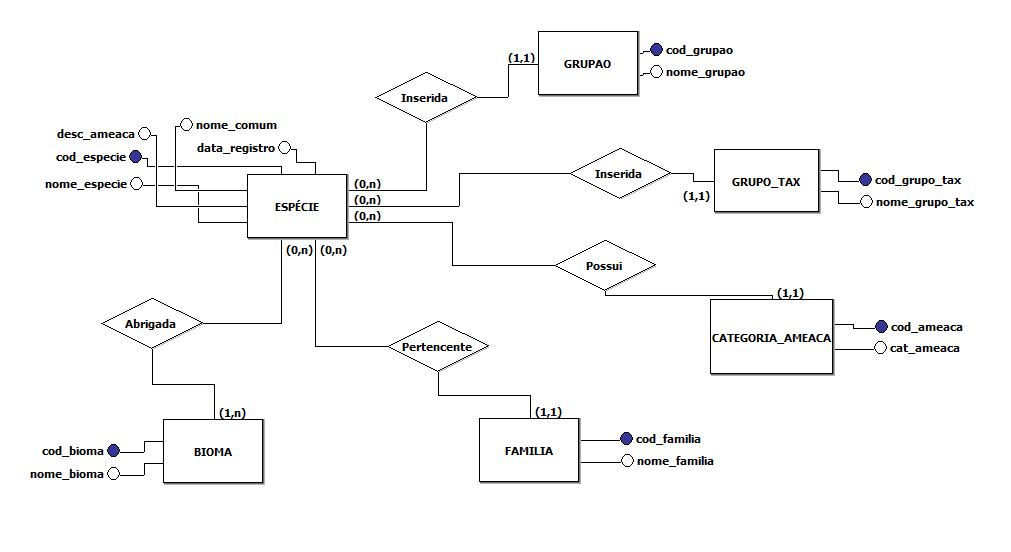 (1,1)
GRUPAO
cod_grupao
nome_grupao
Inserida
nome_comum
desc_ameaca
data_registro
cod_especie
nome_especie
ESPÉCIE
(0,n)
(0,n)
(0,n)
(0,n)
(0,n)
Inserida
(1,1)
GRUPO_TAX
cod_grupo_tax
nome_grupo_tax
Possui
(1,1)
CATEGORIA_AMEACA
cod_ameaca
cat_ameaca
Abrigada
Pertencente
(1,n)
BIOMA
cod_bioma
nome_bioma
(1,1)
FAMILIA
cod_familia
nome_familia